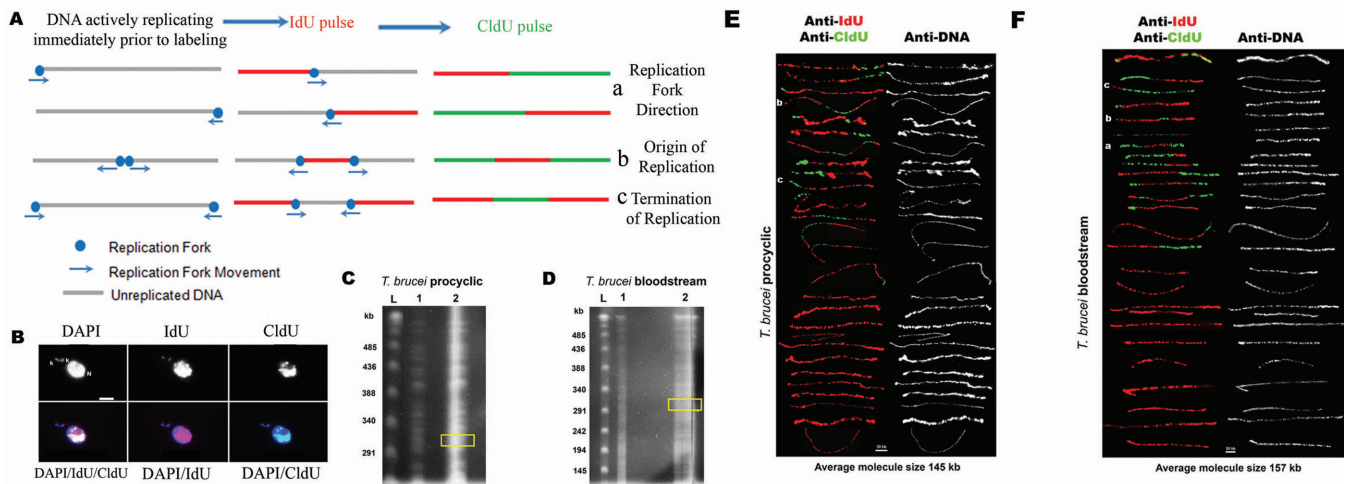 A
DNA actively replicating
immediately prior to labeling
IdU pulse
CldU pulse
Replication
a Fork
Direction
b Origin of
Replication
c Termination
of Replication
Replication Fork
Replication Fork Movement
Unreplicated DNA
B
DAPI IdU CldU
k k
N
DAPI/IdU/CldU DAPI/IdU DAPI/CldU
C
T. brucei procyclic
L 1 2
kb
485
436
388
340
291
D
T. brucei bloodstream
L 1 2
kb
485
436
388
340
291
242
194
145
E
Anti-IdU
Anti-CldU Anti-DNA
b
c
T. brucei procyclic
20 kb
Average molecule size 145 kb
F
Anti-IdU
Anti-CldU Anti-DNA
c
b
a
T. brucei bloodstream
20 kb
Average molecule size 157 kb